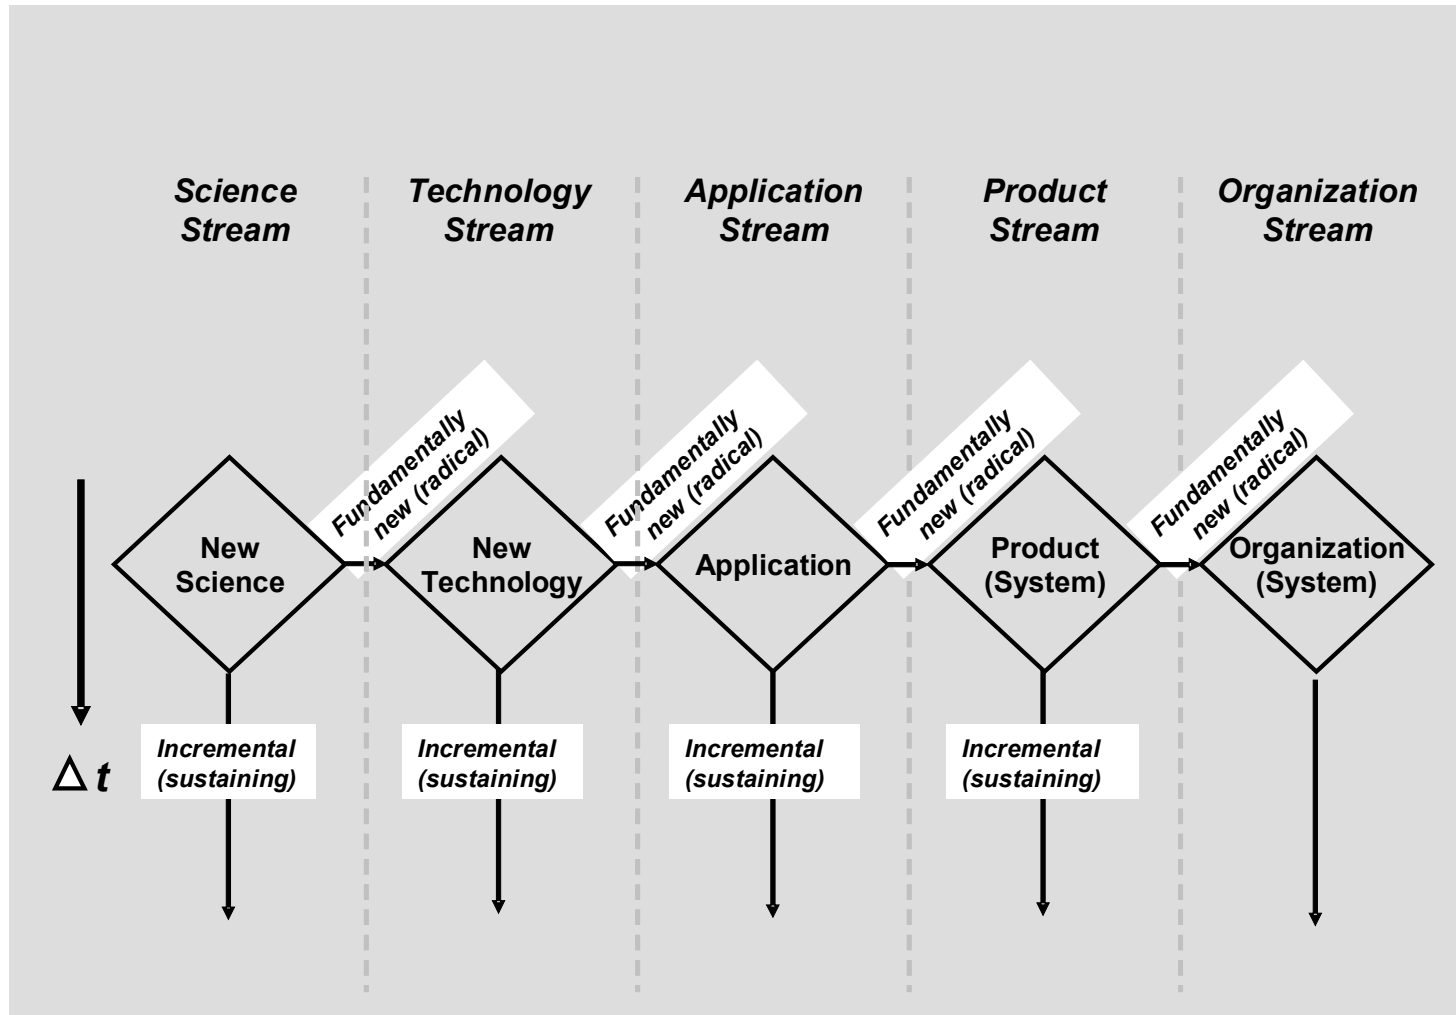 Science
Stream
Technology
Stream
Application
Stream
Product
Stream
Organization
Stream
Fundamentally
new (radical)
Fundamentally
new (radical)
Fundamentally
new (radical)
Fundamentally
new (radical)
New
Science
New
Technology
Application
Product
(System)
Organization
(System)
Δ t
Incremental
(sustaining)
Incremental
(sustaining)
Incremental
(sustaining)
Incremental
(sustaining)